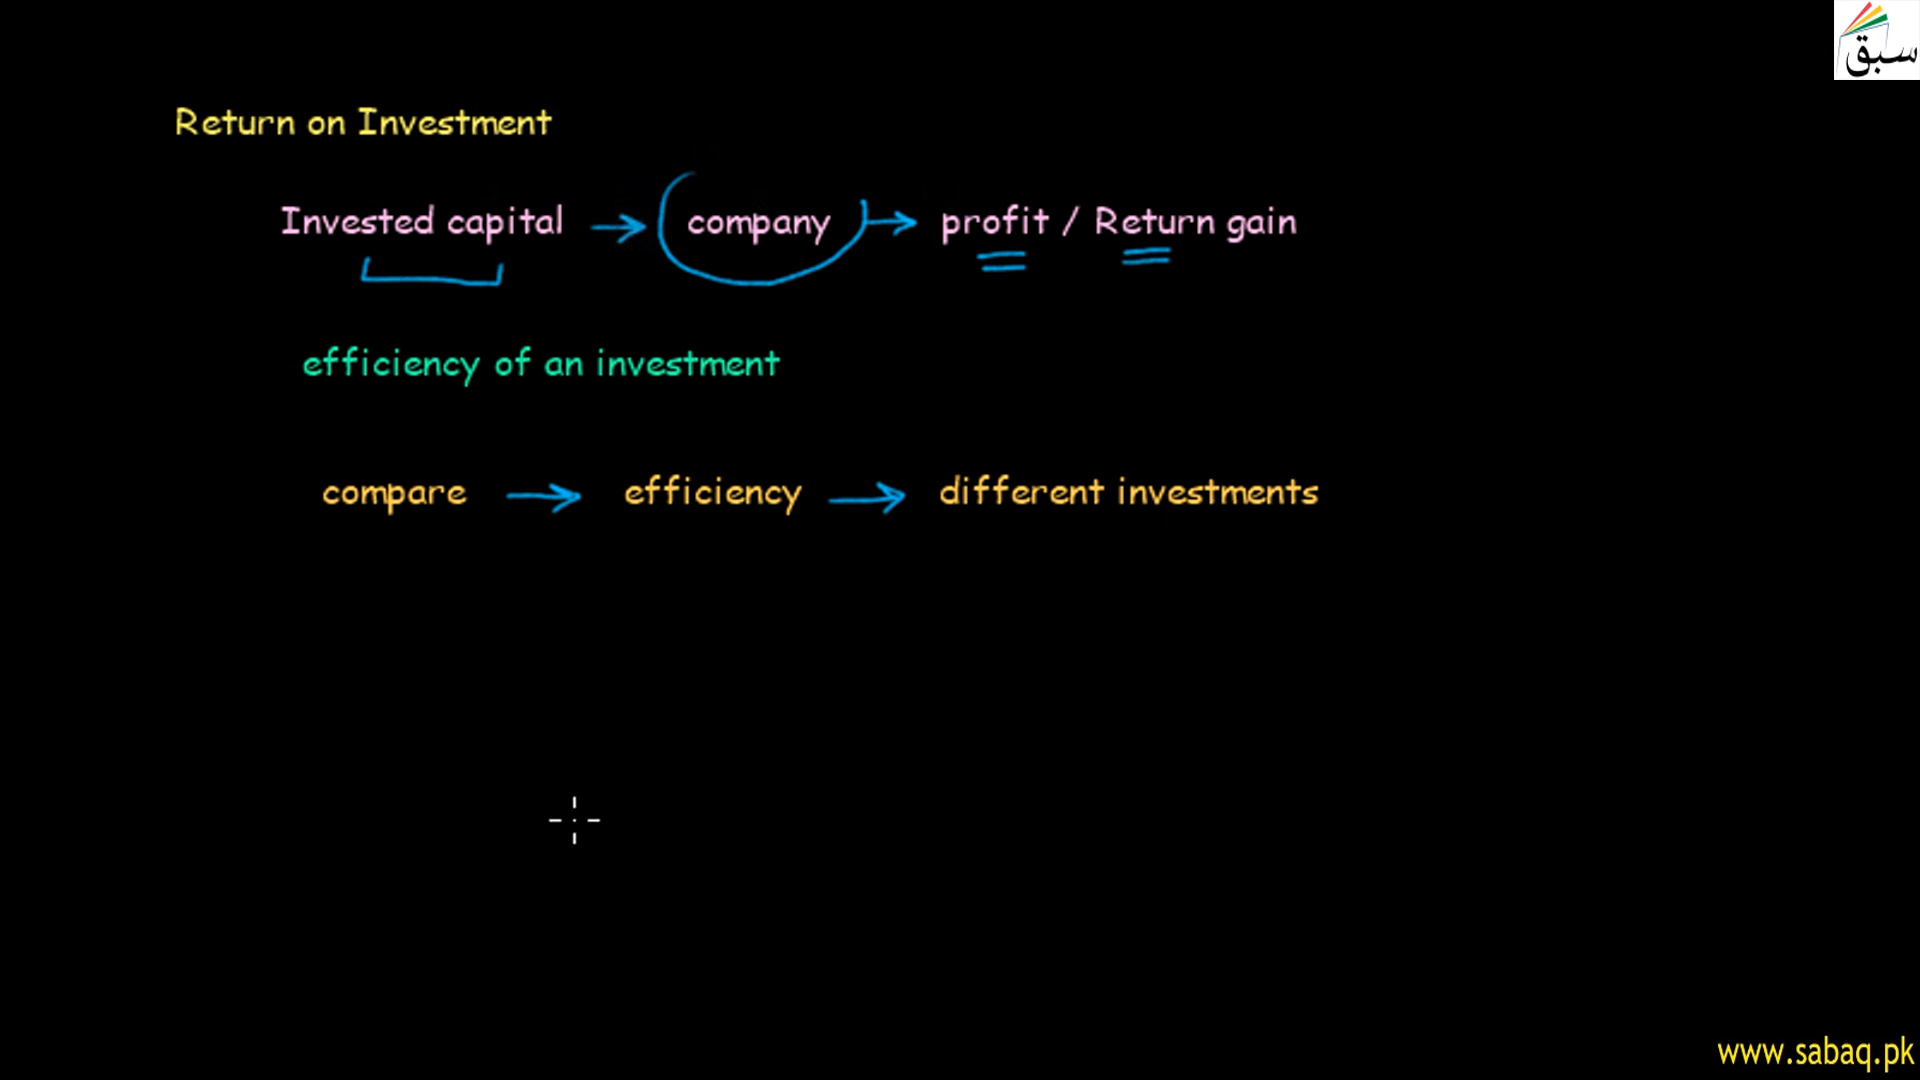 سبق
Return on Investment
Invested capital → company → profit / Return gain
efficiency of an investment
compare → efficiency → different investments
www.sabaq.pk